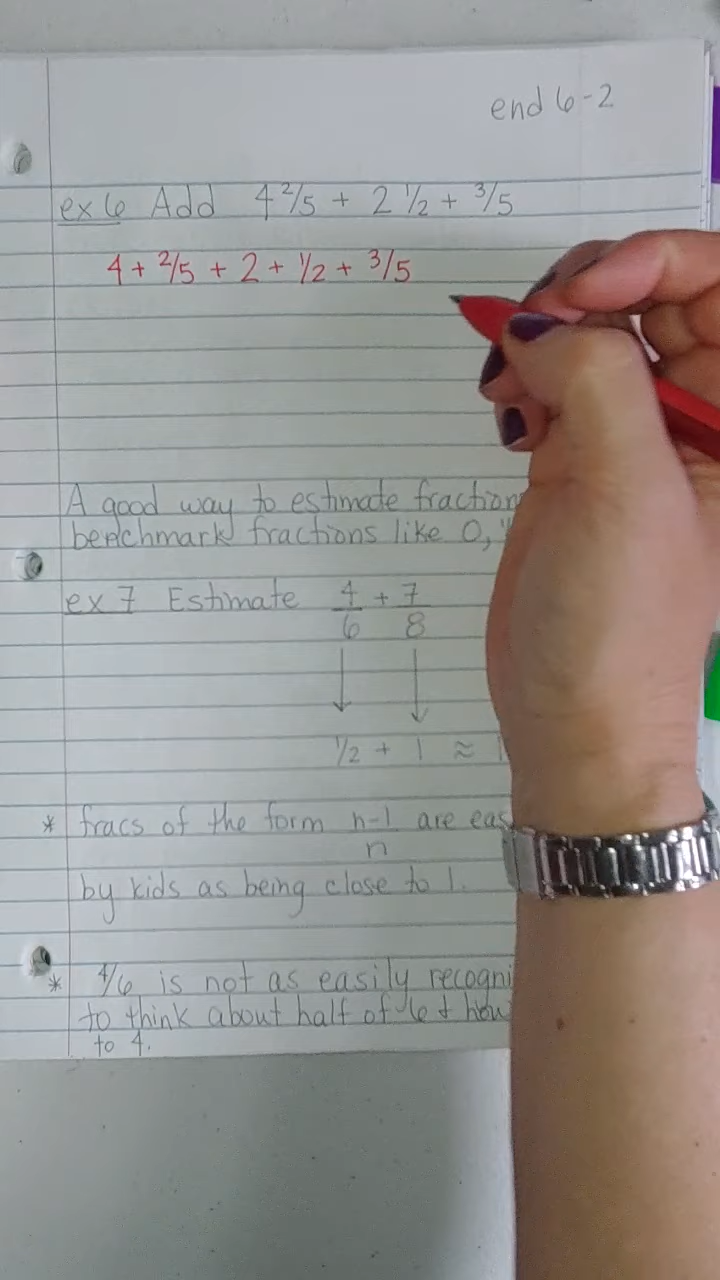 end 6-2
ex 6 Add 4 2/5 + 2 1/2 + 3/5
4 + 2/5 + 2 + 1/2 + 3/5
A good way to estimate fraction
benchmark fractions like 0,
ex 7 Estimate 4/6 + 7/8
1/2 + 1 ≈ 1
* fracs of the form n-1/n are eas
by kids as being close to 1.
* 4/6 is not as easily recogni
to think about half of 6 + how
to 4.